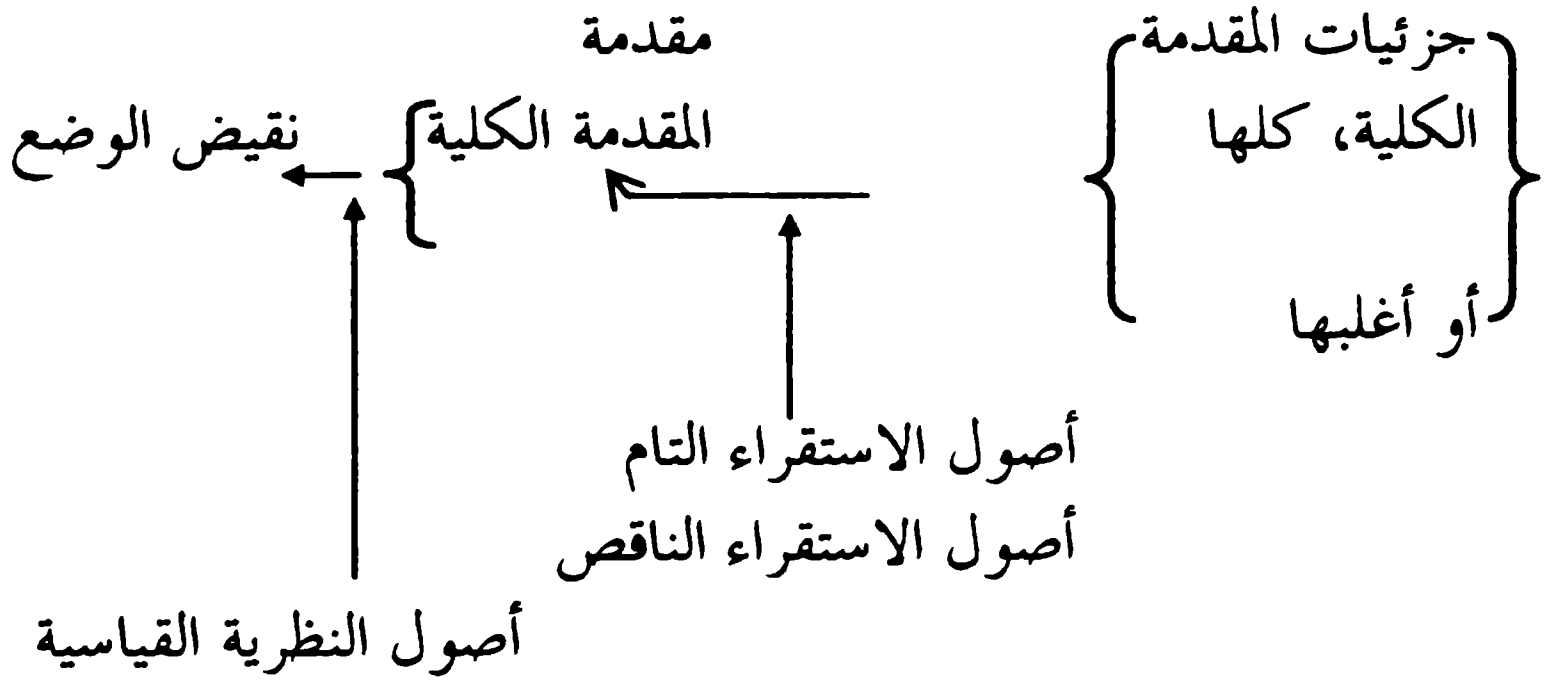 جزئيات المقدمة
الكلية، كلها
أو أغلبها
مقدمة
المقدمة الكلية
نقيض الوضع
أصول الاستقراء التام
أصول الاستقراء الناقص
أصول النظرية القياسية